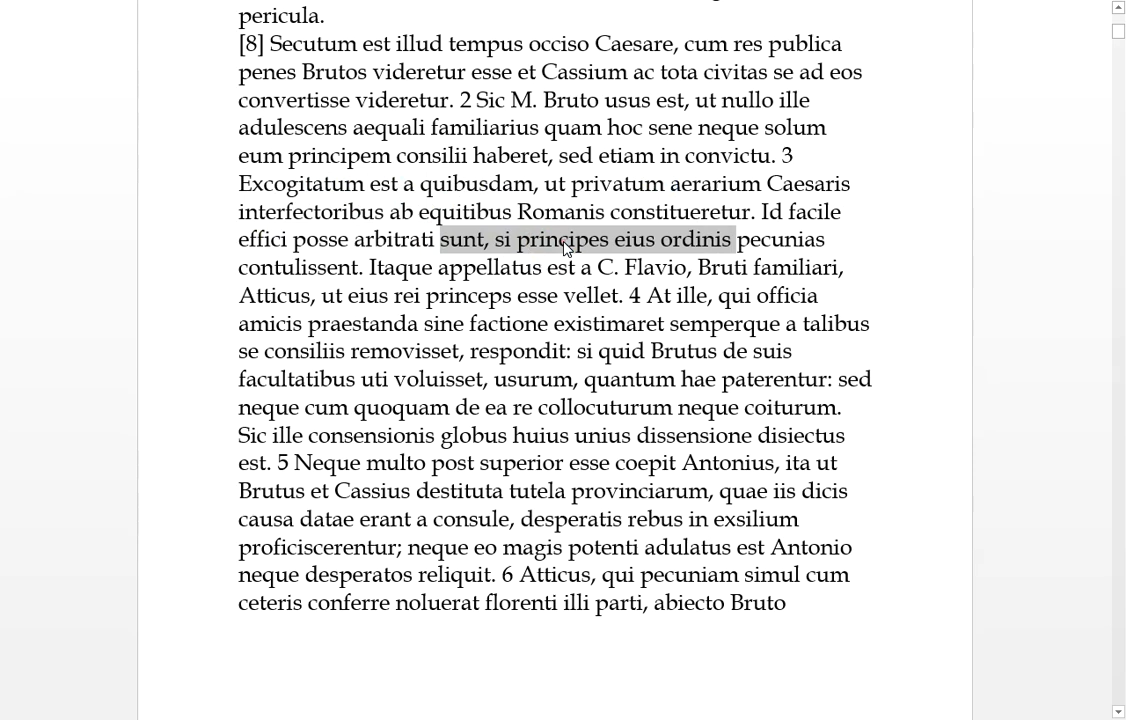 pericula.
[8] Secutum est illud tempus occiso Caesare, cum res publica
penes Brutos videretur esse et Cassium ac tota civitas se ad eos
convertisse videretur. 2 Sic M. Bruto usus est, ut nullo ille
adulescens aequali familiarius quam hoc sene neque solum
eum principem consilii haberet, sed etiam in convictu. 3
Excogitatum est a quibusdam, ut privatum aerarium Caesaris
interfectoribus ab equitibus Romanis constitueretur. Id facile
effici posse arbitrati sunt, si principes eius ordinis pecunias
contulissent. Itaque appellatus est a C. Flavio, Bruti familiari,
Atticus, ut eius rei princeps esse vellet. 4 At ille, qui officia
amicis praestanda sine factione existimaret semperque a talibus
se consiliis removisset, respondit: si quid Brutus de suis
facultatibus uti voluisset, usurum, quantum hae paterentur: sed
neque cum quoquam de ea re collocuturum neque coiturum.
Sic ille consensionis globus huius unius dissensione disiectus
est. 5 Neque multo post superior esse coepit Antonius, ita ut
Brutus et Cassius destituta tutela provinciarum, quae iis dicis
causa datae erant a consule, desperatis rebus in exsilium
proficiscerentur; neque eo magis potenti adulatus est Antonio
neque desperatos reliquit. 6 Atticus, qui pecuniam simul cum
ceteris conferre noluerat florenti illi parti, abiecto Bruto